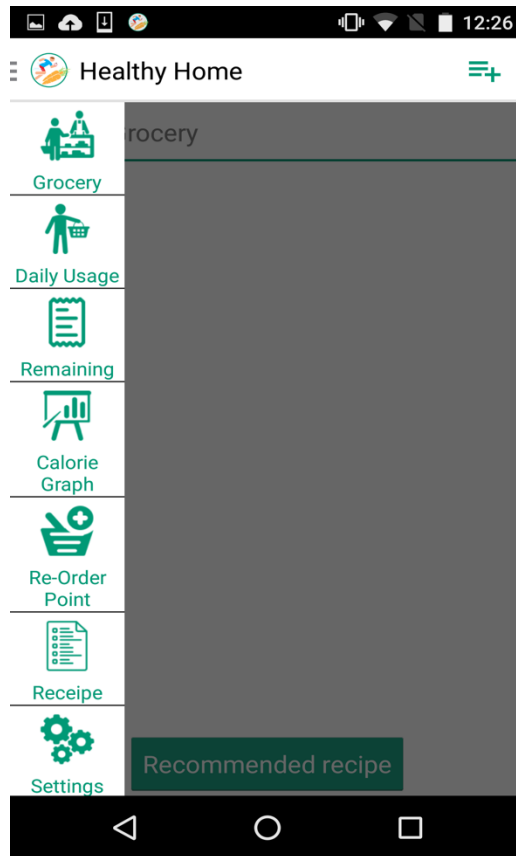 12:26
Healthy Home
Grocery
rocery
Daily Usage
Remaining
Calorie
Graph
Re-Order
Point
Receipe
Settings
Recommended recipe